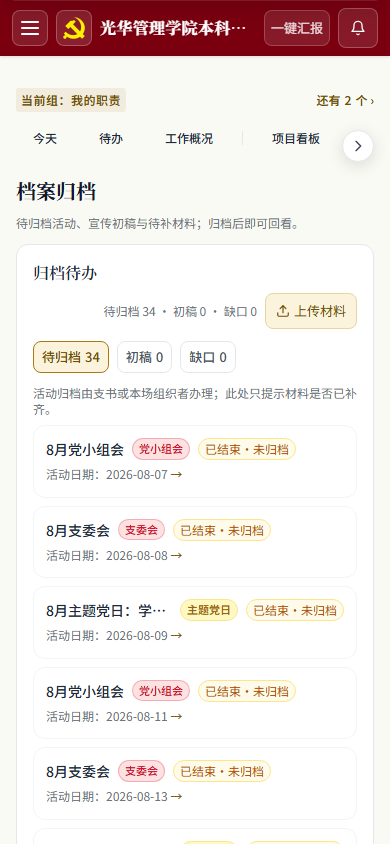 光华管理学院本科…
一键汇报
当前组：我的职责
还有 2 个 ›
今天
待办
工作概况
项目看板
档案归档
待归档活动、宣传初稿与待补材料；归档后即可回看。
归档待办
待归档 34 · 初稿 0 · 缺口 0
上传材料
待归档 34
初稿 0
缺口 0
活动归档由支书或本场组织者办理；此处只提示材料是否已补
齐。
8月党小组会 党小组会 已结束·未归档
活动日期：2026-08-07 →
8月支委会 支委会 已结束·未归档
活动日期：2026-08-08 →
8月主题党日：学… 主题党日 已结束·未归档
活动日期：2026-08-09 →
8月党小组会 党小组会 已结束·未归档
活动日期：2026-08-11 →
8月支委会 支委会 已结束·未归档
活动日期：2026-08-13 →